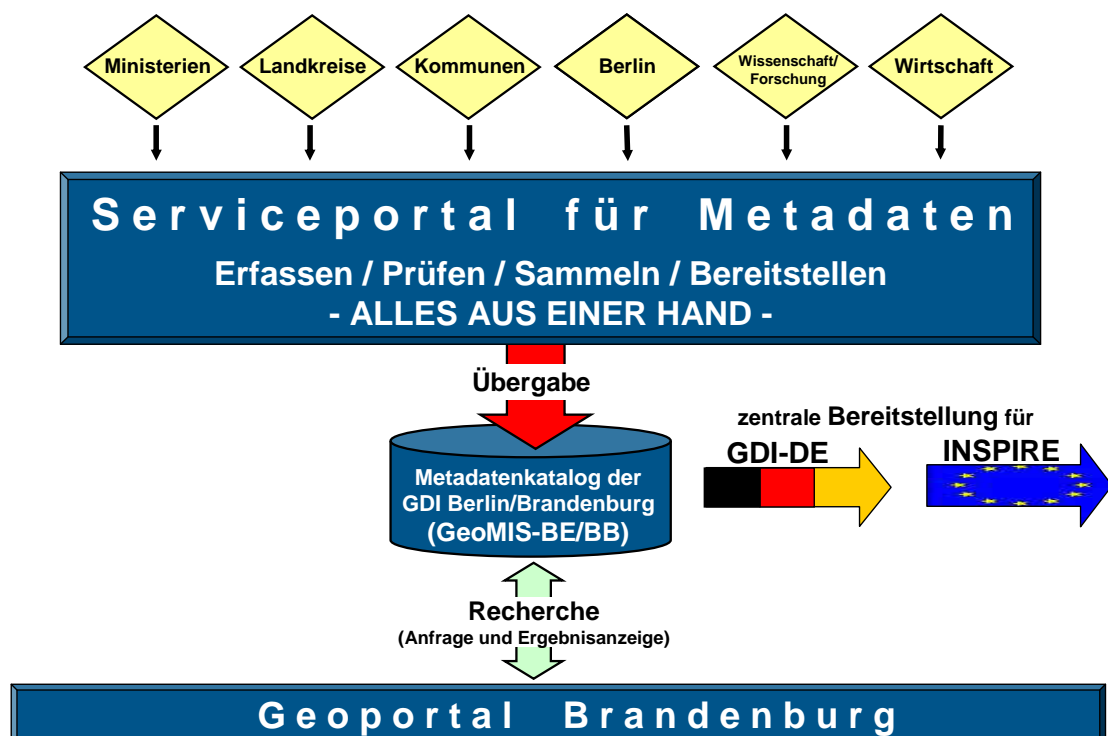 Ministerien
Landkreise
Kommunen
Berlin
Wissenschaft/
Forschung
Wirtschaft
Serviceportal für Metadaten
Erfassen / Prüfen / Sammeln / Bereitstellen
- ALLES AUS EINER HAND -
Übergabe
zentrale Bereitstellung für
GDI-DE
INSPIRE
Metadatenkatalog der
GDI Berlin/Brandenburg
(GeoMIS-BE/BB)
Recherche
(Anfrage und Ergebnisanzeige)
Geoportal Brandenburg